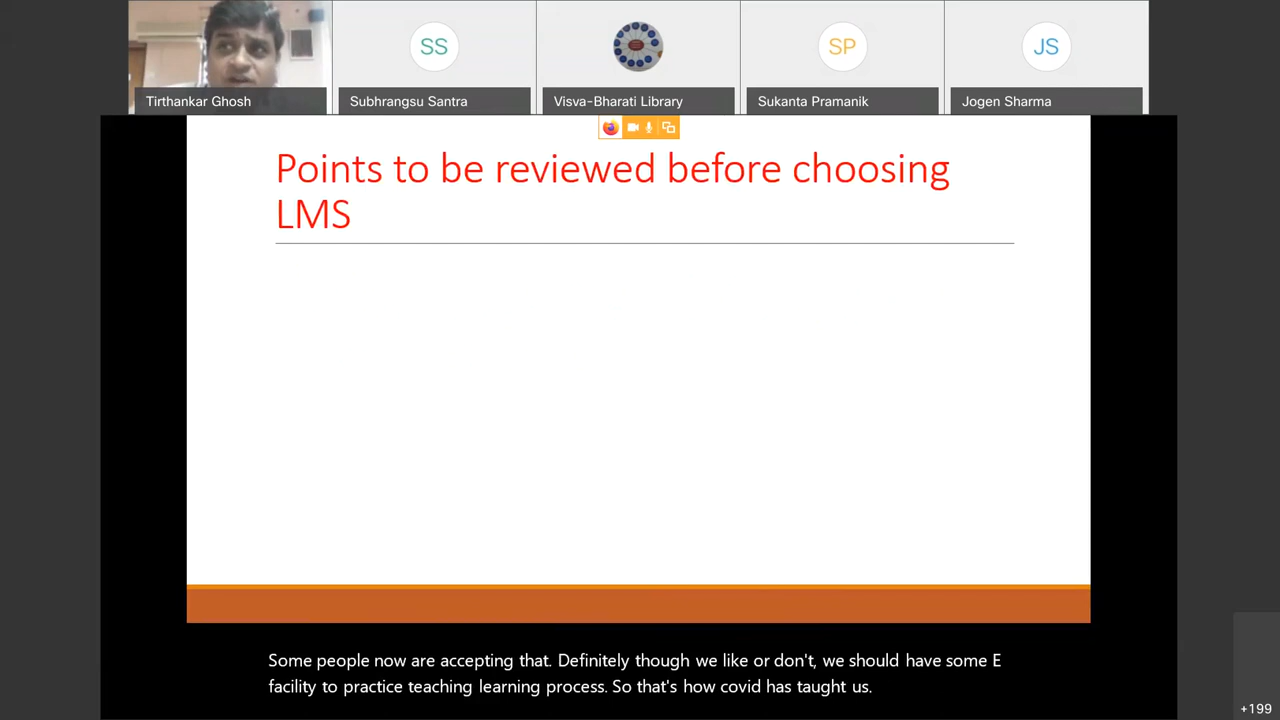 SS
SP
JS
Tirthankar Ghosh
Subhrangsu Santra
Visva-Bharati Library
Sukanta Pramanik
Jogen Sharma
Points to be reviewed before choosing
LMS
Some people now are accepting that. Definitely though we like or don't, we should have some E
facility to practice teaching learning process. So that's how covid has taught us.
+199